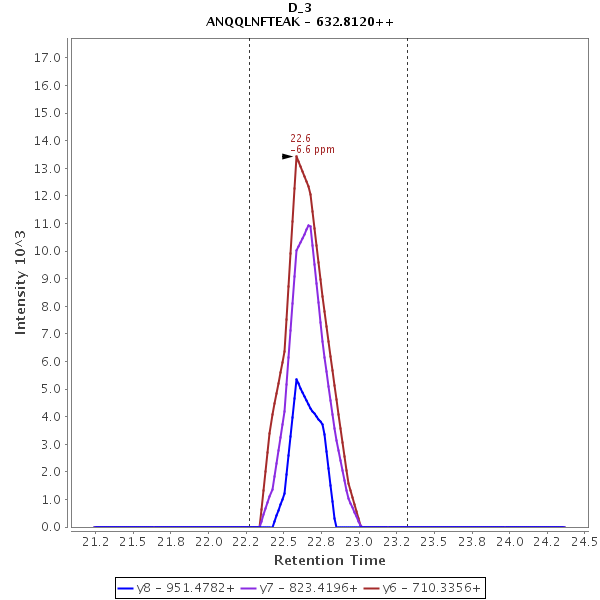 D_3
ANQQLNFTEAK - 632.8120++
17.0
16.0
15.0
14.0
13.0
12.0
11.0
10.0
9.0
8.0
7.0
6.0
5.0
4.0
3.0
2.0
1.0
0.0
Intensity 10^3
22.6
-6.6 ppm
21.2 21.5 21.8 22.0 22.2 22.5 22.8 23.0 23.2 23.5 23.8 24.0 24.2 24.5
Retention Time
y8 - 951.4782+ y7 - 823.4196+ y6 - 710.3356+